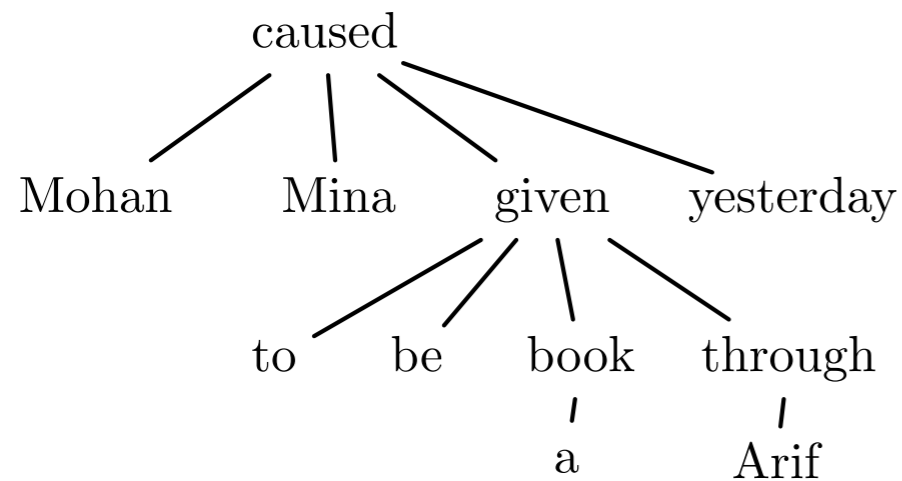 caused
Mohan Mina given yesterday
to be book through
a Arif